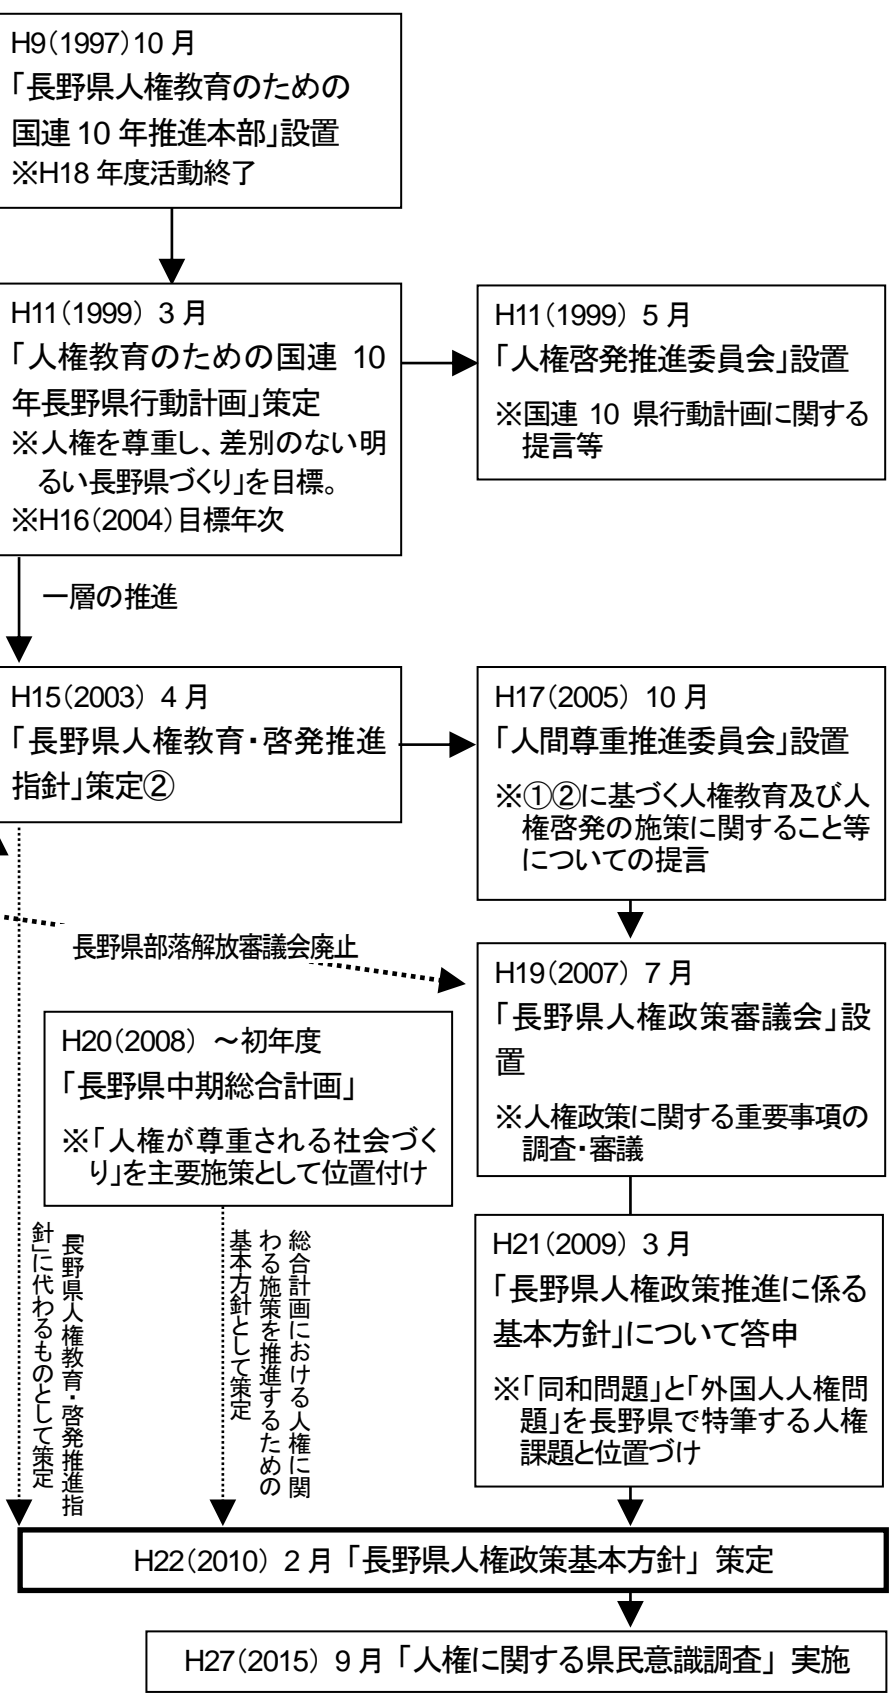 H9(1997)10月
「長野県人権教育のための
国連10年推進本部」設置
※H18年度活動終了
H11(1999) 3月
「人権教育のための国連 10
年長野県行動計画」策定
※人権を尊重し、差別のない明
るい長野県づくり」を目標。
※H16(2004)目標年次
H11(1999) 5月
「人権啓発推進委員会」設置
※国連 10 県行動計画に関する
提言等
一層の推進
H15(2003) 4月
「長野県人権教育・啓発推進
指針」策定②
H17(2005) 10月
「人間尊重推進委員会」設置
※①②に基づく人権教育及び人
権啓発の施策に関すること等
についての提言
長野県部落解放審議会廃止
H19(2007) 7月
「長野県人権政策審議会」設
置
※人権政策に関する重要事項の
調査・審議
H20(2008) ～初年度
「長野県中期総合計画」
※「人権が尊重される社会づく
り」を主要施策として位置付け
H21(2009) 3月
「長野県人権政策推進に係る
基本方針」について答申
※「同和問題」と「外国人人権問
題」を長野県で特筆する人権
課題と位置づけ
「長野県人権教育・啓発推進指
針」に代わるものとして策定
総合計画における人権に関
わる施策を推進するための
基本方針として策定
H22(2010) 2月「長野県人権政策基本方針」 策定
H27(2015) 9月「人権に関する県民意識調査」 実施